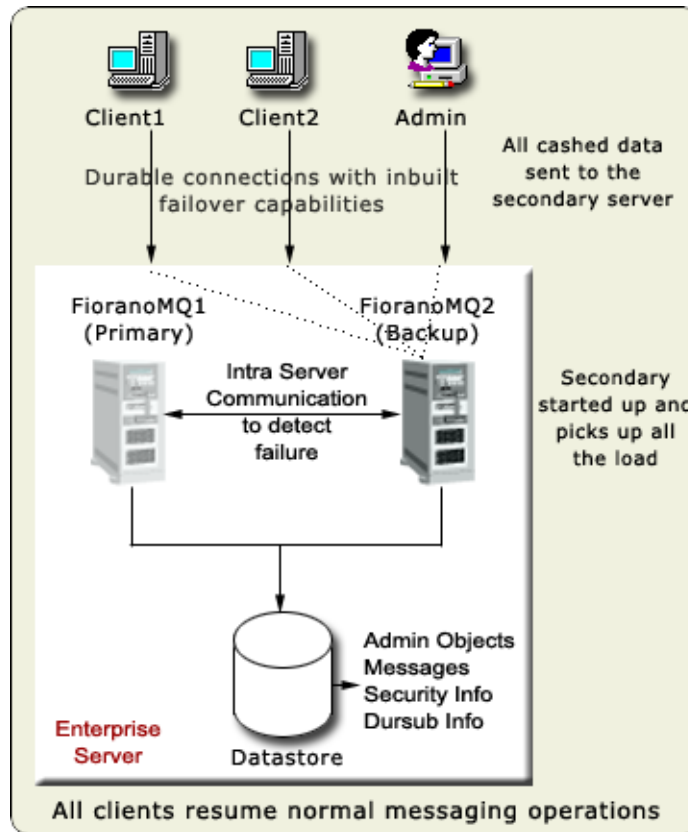 Client1
Client2
Admin
Durable connections with inbuilt
failover capabilities
All cashed data
sent to the
secondary server
FioranoMQ1
(Primary)
FioranoMQ2
(Backup)
Intra Server
Communication
to detect
failure
Secondary
started up and
picks up all
the load
Admin Objects
Messages
Security Info
Dursub Info
Enterprise
Server
Datastore
All clients resume normal messaging operations